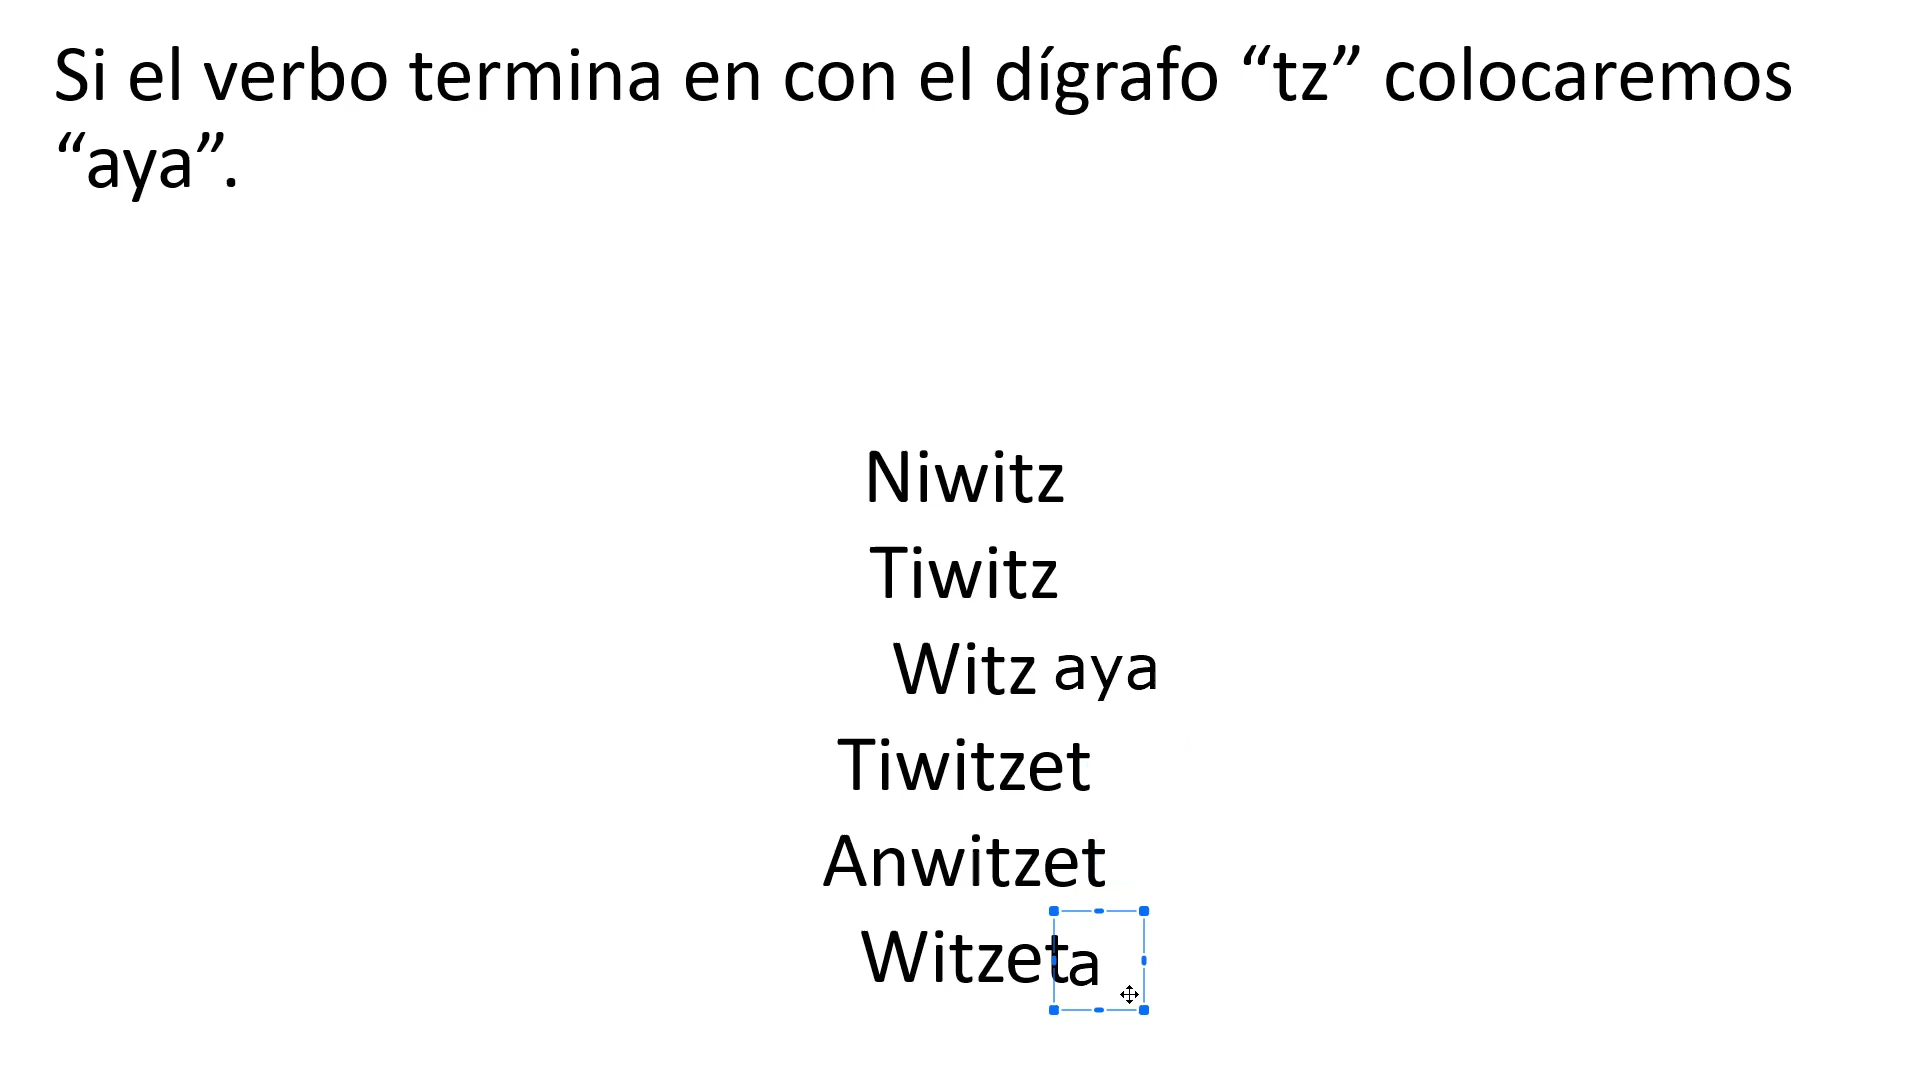 Si el verbo termina en con el dígrafo “tz” colocaremos
“aya”.
Niwitz
Tiwitz
Witz aya
Tiwitzet
Anwitzet
Witzeta